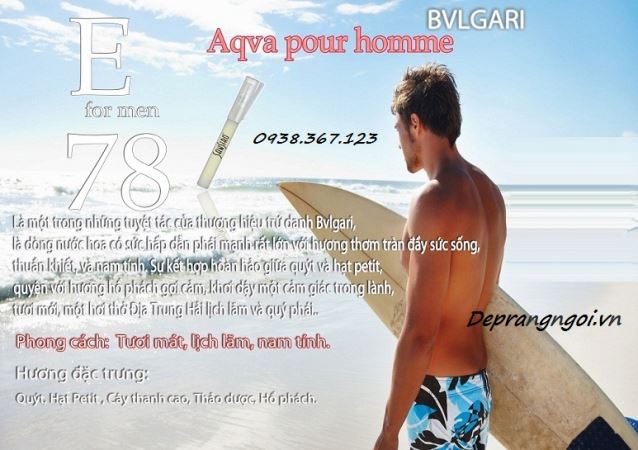 BVLGARI
E
Aqva pour homme
for men
0938.367.123
78
Là một trong những tuyệt tác của thương hiệu trứ danh Bvlgari,
là dòng nước hoa có sức hấp dẫn phái mạnh rất lớn với hương thơm tràn đầy sức sống,
thuần khiết, và nam tính. Sự kết hợp hoàn hảo giữa quýt và hạt petit,
quyện với hương hổ phách gợi cảm, khơi dậy một cảm giác trong lành,
tươi mới, một hơi thở Địa Trung Hải lịch lãm và quý phái..
Deprangngoi.vn
Phong cách: Tươi mát, lịch lãm, nam tính.
Hương đặc trưng:
Quýt, Hạt Petit , Cây thanh cao, Thảo dược, Hổ phách.